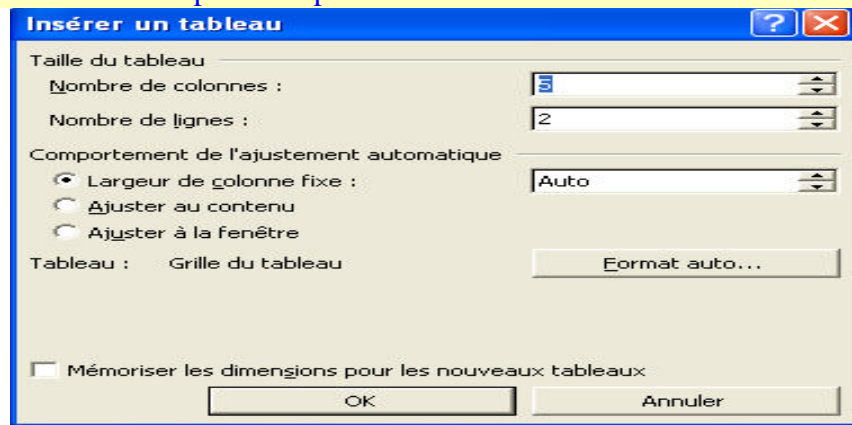 Insérer un tableau
Taille du tableau
Nombre de colonnes : 5
Nombre de lignes : 2
Comportement de l'ajustement automatique
Largeur de colonne fixe : Auto
Ajuster au contenu
Ajuster à la fenêtre
Tableau : Grille du tableau Format auto...
Mémoriser les dimensions pour les nouveaux tableaux
OK Annuler